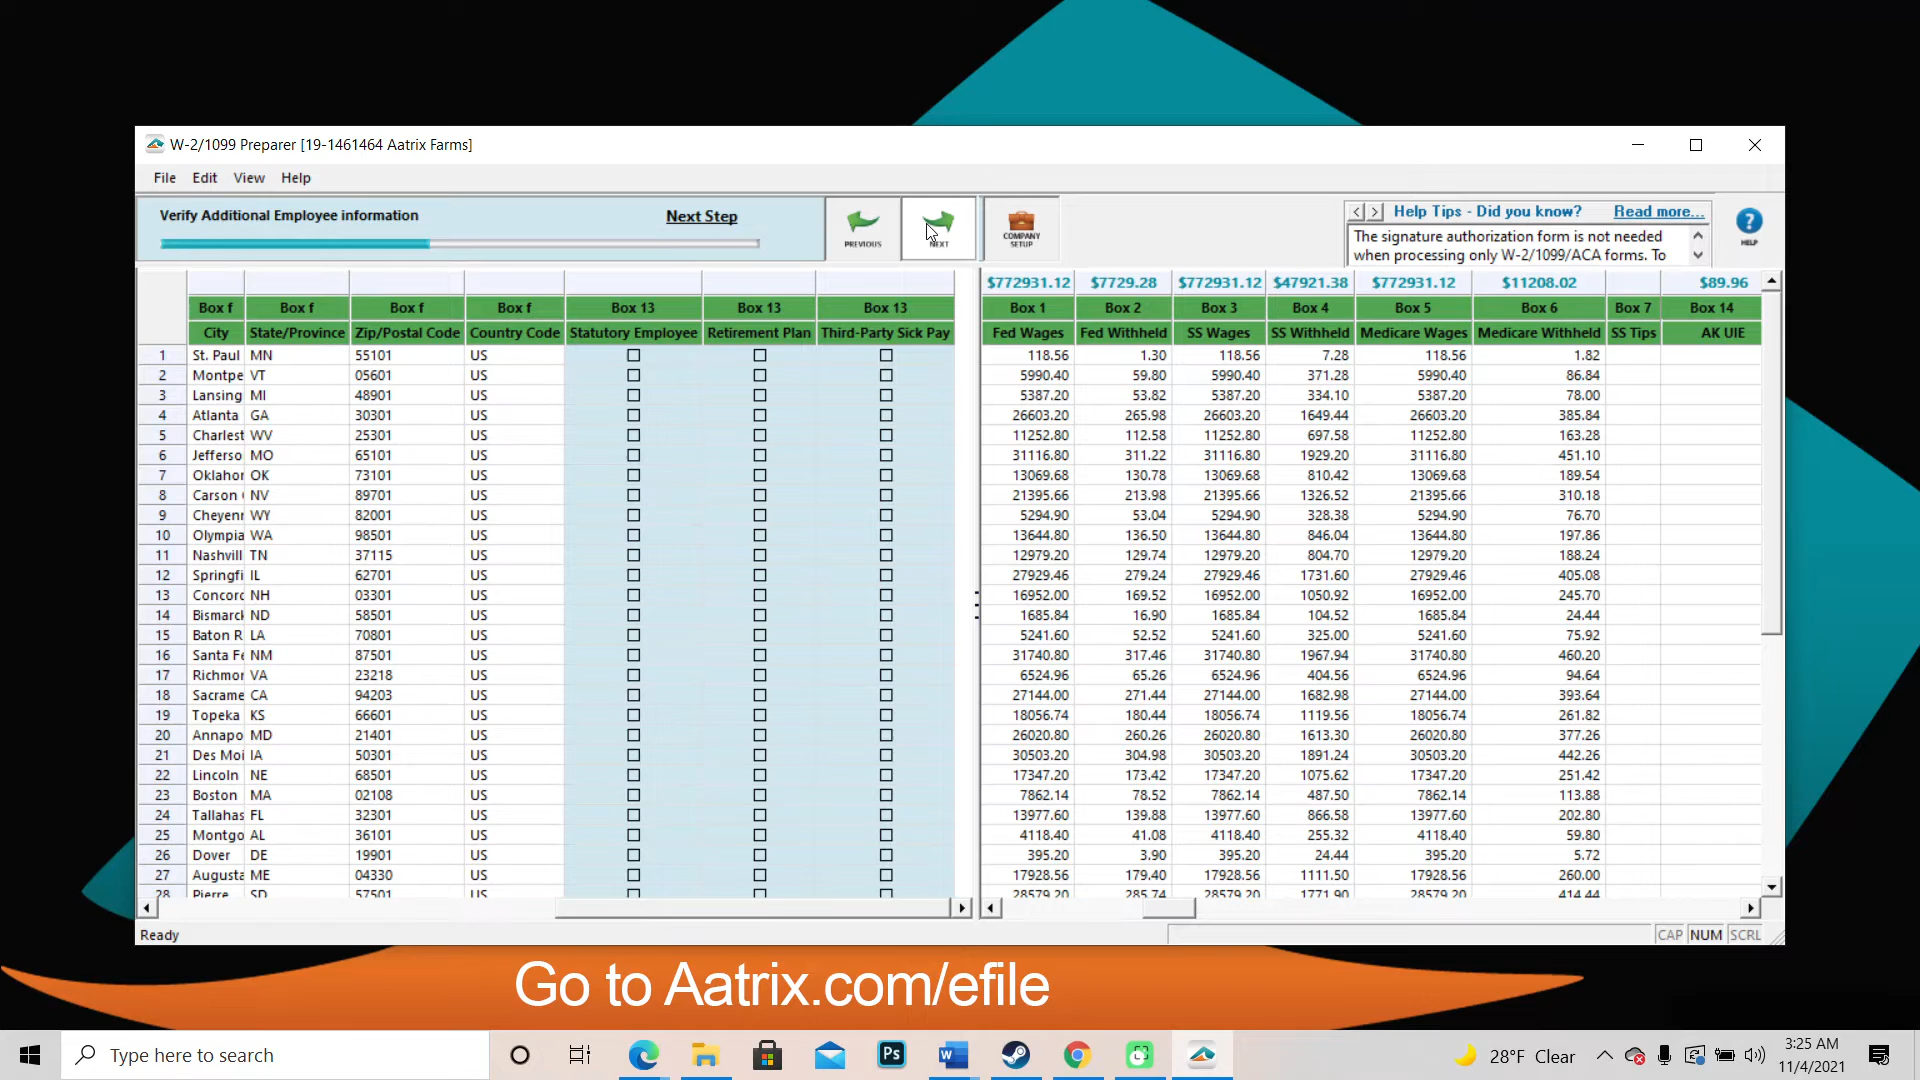 W-2/1099 Preparer [19-1461464 Aatrix Farms]
File Edit View Help
Verify Additional Employee information Next Step
PREVIOUS NEXT COMPANY SETUP
Help Tips - Did you know? Read more...
The signature authorization form is not needed
when processing only W-2/1099/ACA forms. To
HELP
$772931.12 $7729.28 $772931.12 $47921.38 $772931.12 $11208.02 $89.96
Box f Box f Box f Box f Box 13 Box 13 Box 13 Box 1 Box 2 Box 3 Box 4 Box 5 Box 6 Box 7 Box 14
City State/Province Zip/Postal Code Country Code Statutory Employee Retirement Plan Third-Party Sick Pay Fed Wages Fed Withheld SS Wages SS Withheld Medicare Wages Medicare Withheld SS Tips AK UIE
1 St. Paul MN 55101 US 118.56 1.30 118.56 7.28 118.56 1.82
2 Montpe VT 05601 US 5990.40 59.80 5990.40 371.28 5990.40 86.84
3 Lansing MI 48901 US 5387.20 53.82 5387.20 334.10 5387.20 78.00
4 Atlanta GA 30301 US 26603.20 265.98 26603.20 1649.44 26603.20 385.84
5 Charlest WV 25301 US 11252.80 112.58 11252.80 697.58 11252.80 163.28
6 Jefferso MO 65101 US 31116.80 311.22 31116.80 1929.20 31116.80 451.10
7 Oklahor OK 73101 US 13069.68 130.78 13069.68 810.42 13069.68 189.54
8 Carson NV 89701 US 21395.66 213.98 21395.66 1326.52 21395.66 310.18
9 Cheyenr WY 82001 US 5294.90 53.04 5294.90 328.38 5294.90 76.70
10 Olympia WA 98501 US 13644.80 136.50 13644.80 846.04 13644.80 197.86
11 Nashvill TN 37115 US 12979.20 129.74 12979.20 804.70 12979.20 188.24
12 Springfi IL 62701 US 27929.46 279.24 27929.46 1731.60 27929.46 405.08
13 Concord NH 03301 US 16952.00 169.52 16952.00 1050.92 16952.00 245.70
14 Bismarck ND 58501 US 1685.84 16.90 1685.84 104.52 1685.84 24.44
15 Baton R LA 70801 US 5241.60 52.52 5241.60 325.00 5241.60 75.92
16 Santa Fe NM 87501 US 31740.80 317.46 31740.80 1967.94 31740.80 460.20
17 Richmor VA 23218 US 6524.96 65.26 6524.96 404.56 6524.96 94.64
18 Sacrame CA 94203 US 27144.00 271.44 27144.00 1682.98 27144.00 393.64
19 Topeka KS 66601 US 18056.74 180.44 18056.74 1119.56 18056.74 261.82
20 Annapo MD 21401 US 26020.80 260.26 26020.80 1613.30 26020.80 377.26
21 Des Moi IA 50301 US 30503.20 304.98 30503.20 1891.24 30503.20 442.26
22 Lincoln NE 68501 US 17347.20 173.42 17347.20 1075.62 17347.20 251.42
23 Boston MA 02108 US 7862.14 78.52 7862.14 487.50 7862.14 113.88
24 Tallahas FL 32301 US 13977.60 139.88 13977.60 866.58 13977.60 202.80
25 Montgo AL 36101 US 4118.40 41.08 4118.40 255.32 4118.40 59.80
26 Dover DE 19901 US 395.20 3.90 395.20 24.44 395.20 5.72
27 Augusta ME 04330 US 17928.56 179.40 17928.56 1111.50 17928.56 260.00
28 Pierre SD 57501 US 28579.20 285.74 28579.20 1771.90 28579.20 414.44
Ready CAP NUM SCRL
Go to Aatrix.com/efile
Type here to search Ps 28°F Clear 3:25 AM
11/4/2021